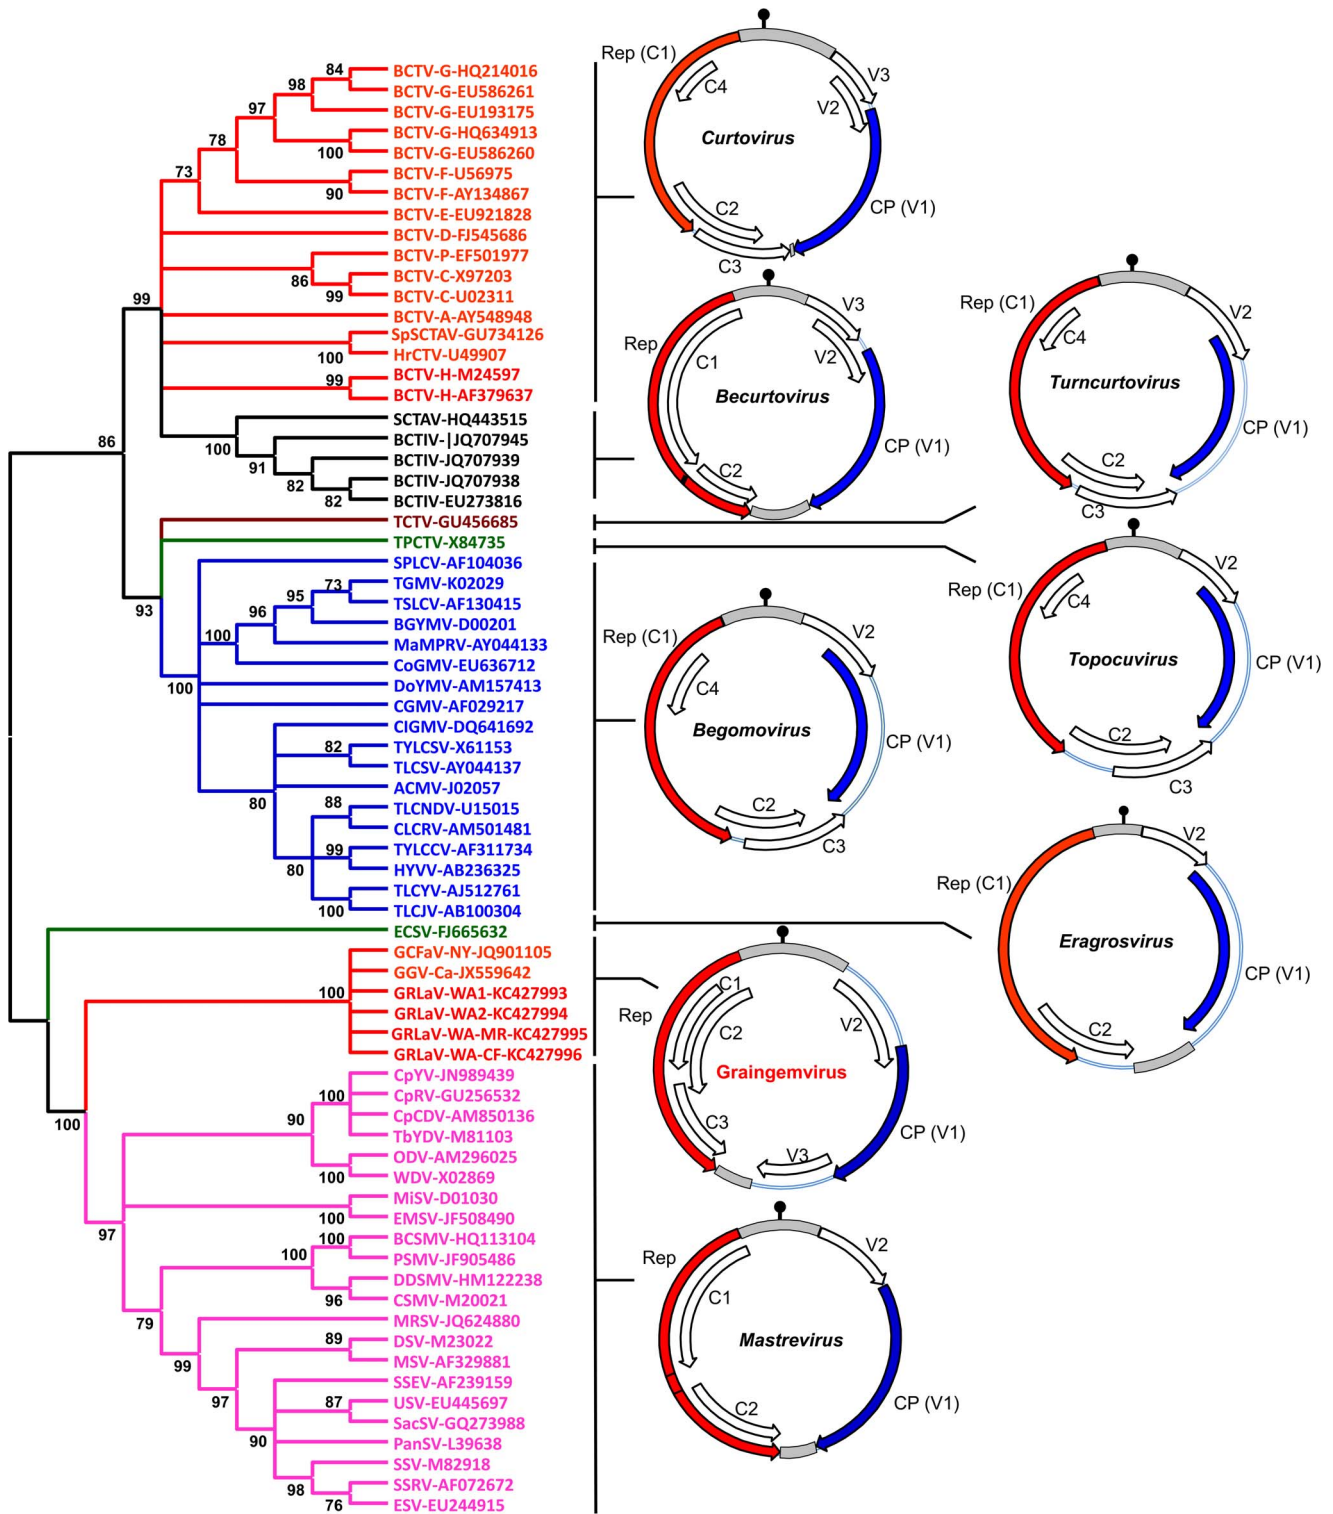 84
BCTV-G-HQ214016
98
BCTV-G-EU586261
97
BCTV-G-EU193175
78
BCTV-G-HQ634913
100
BCTV-G-EU586260
73
BCTV-F-U56975
90
BCTV-F-AY134867
BCTV-E-EU921828
BCTV-D-FJ545686
BCTV-P-EF501977
86
BCTV-C-X97203
99
BCTV-C-U02311
99
BCTV-A-AY548948
SpSCTAV-GU734126
100
HrCTV-U49907
99
BCTV-H-M24597
BCTV-H-AF379637
86
SCTAV-HQ443515
100
BCTIV-|JQ707945
91
BCTIV-JQ707939
82
BCTIV-JQ707938
82
BCTIV-EU273816
TCTV-GU456685
TPCTV-X84735
93
SPLCV-AF104036
73
TGMV-K02029
95
TSLCV-AF130415
96
BGYMV-D00201
100
MaMPRV-AY044133
CoGMV-EU636712
100
DoYMV-AM157413
CGMV-AF029217
CIGMV-DQ641692
82
TYLCSV-X61153
TLCSV-AY044137
80
ACMV-J02057
88
TLCNDV-U15015
CLCRV-AM501481
99
TYLCCV-AF311734
80
HYVV-AB236325
TLCYV-AJ512761
100
TLCJV-AB100304
ECSV-FJ665632
GCFaV-NY-JQ901105
GGV-Ca-JX559642
100
GRLaV-WA1-KC427993
GRLaV-WA2-KC427994
GRLaV-WA-MR-KC427995
GRLaV-WA-CF-KC427996
100
CpYV-JN989439
100
CpRV-GU256532
90
CpCDV-AM850136
TbYDV-M81103
ODV-AM296025
100
WDV-X02869
MiSV-D01030
97
100
EMSV-JF508490
100
BCSMV-HQ113104
100
PSMV-JF905486
DDSMV-HM122238
96
CSMV-M20021
79
MRSV-JQ624880
89
DSV-M23022
99
MSV-AF329881
SSEV-AF239159
97
87
USV-EU445697
SacSV-GQ273988
90
PanSV-L39638
SSV-M82918
98
SSRV-AF072672
76
ESV-EU244915
Rep (C1)
C4
V3
V2
Curtovirus
C2
CP (V1)
C3
Rep
C1
V3
V2
Becurtovirus
CP (V1)
C2
Rep (C1)
C4
V2
Turncurtovirus
CP (V1)
C2
C3
Rep (C1)
C4
V2
Topocuvirus
CP (V1)
C2
C3
Rep (C1)
C4
V2
Begomovirus
CP (V1)
C2
C3
Rep (C1)
V2
Eragrosvirus
CP (V1)
C2
Rep
C1
C2
V2
Graingemvirus
C3
CP (V1)
V3
Rep
C1
V2
Mastrevirus
C2
CP (V1)